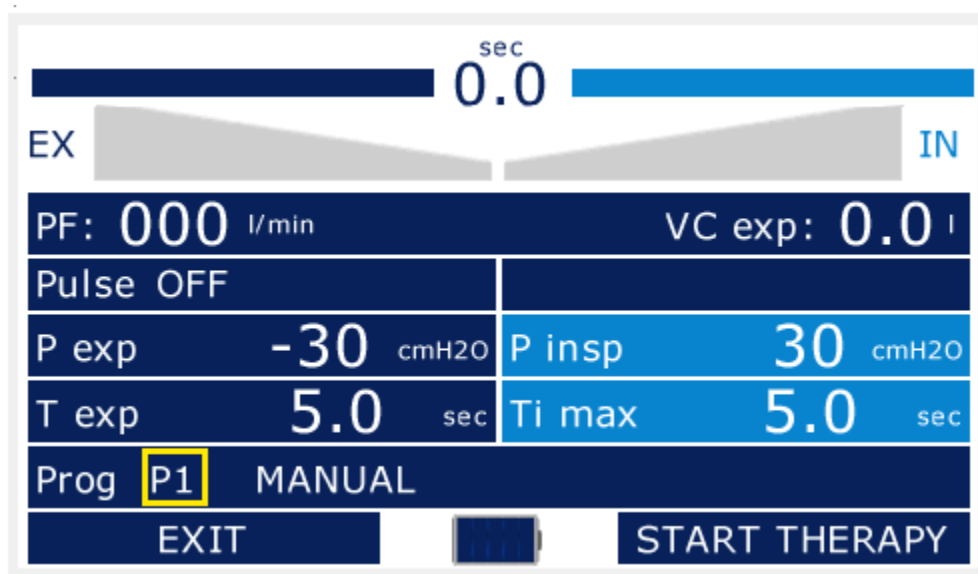 sec
0.0
EX IN
PF: 000 l/min VC exp: 0.0 l
Pulse OFF
P exp -30 cmH2O P insp 30 cmH2O
T exp 5.0 sec Ti max 5.0 sec
Prog P1 MANUAL
EXIT START THERAPY